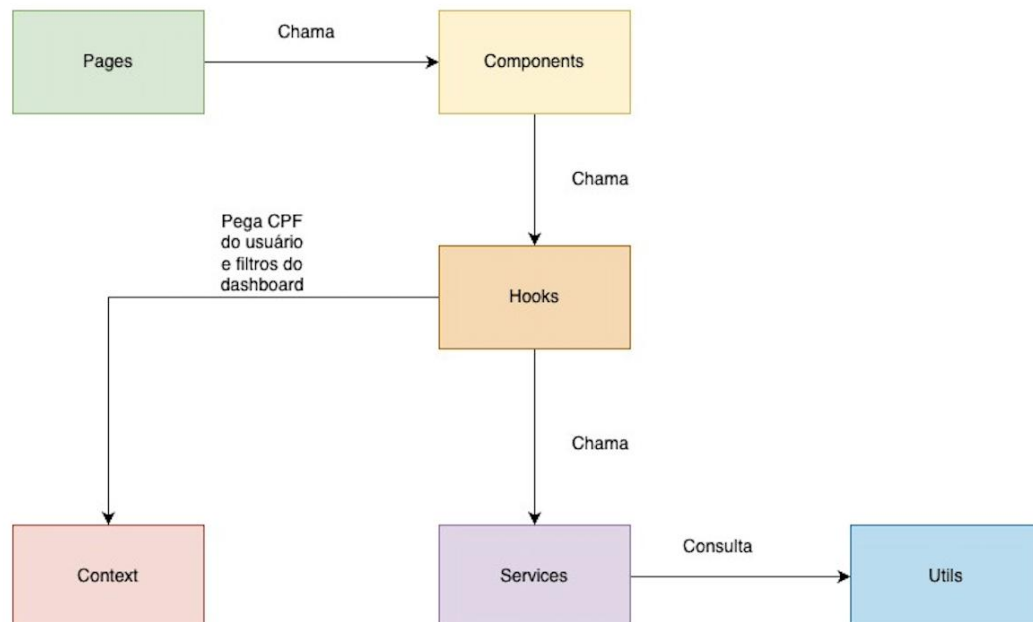 Chama
Pages
Components
Chama
Pega CPF
do usuário
e filtros do
dashboard
Hooks
Chama
Consulta
Context
Services
Utils